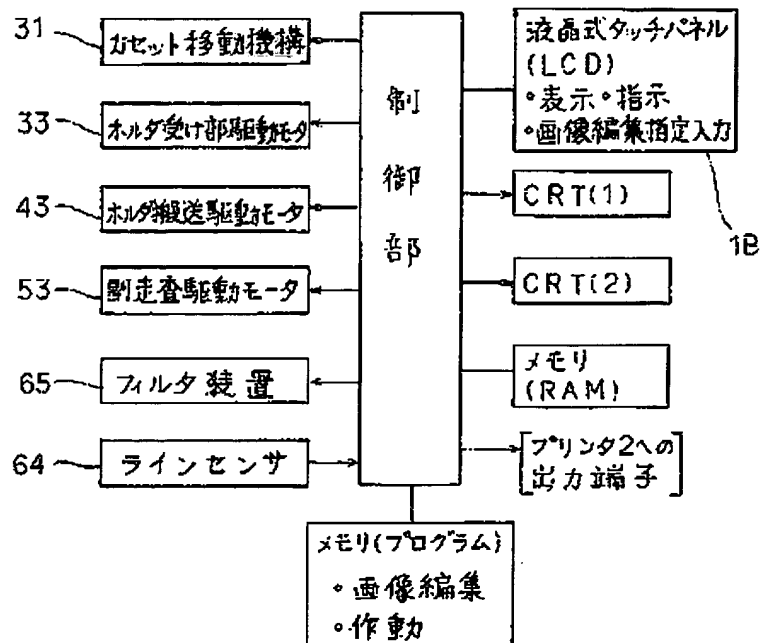 31
カセット移動機構
33
ホルダ受け部駆動モータ
43
ホルダ搬送駆動モータ
53
副走査駆動モータ
65
フィルタ装置
64
ラインセンサ
制
御
部
液晶式タッチパネル
(LCD)
•表示•指示
•画像編集指定入力
1B
CRT(1)
CRT(2)
メモリ
(RAM)
プリンタ2への
出力端子
メモリ(プログラム)
•画像編集
•作動